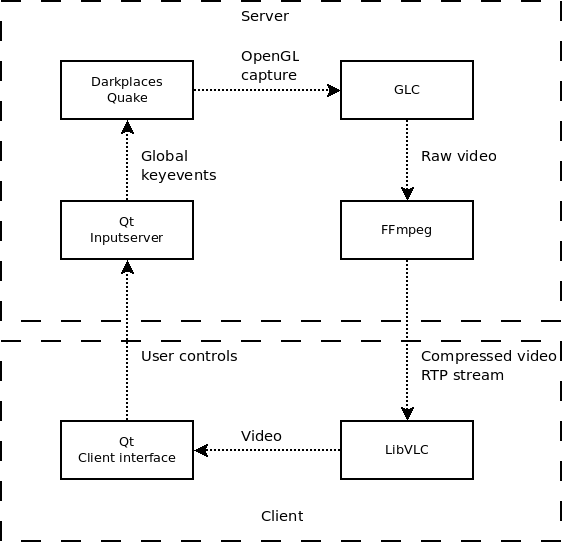 Server
OpenGL
capture
Darkplaces
Quake
GLC
Global
keyevents
Raw video
Qt
Inputserver
FFmpeg
User controls
Compressed video
RTP stream
Qt
Client interface
Video
LibVLC
Client